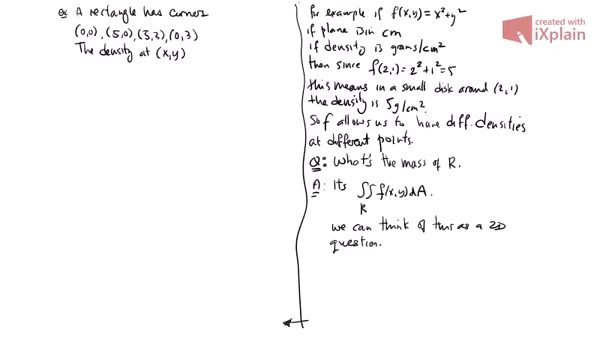 Q: A rectangle has corners
(0,0), (5,0), (5,3), (0,3)
The density at (x,y)
for example if f(x,y) = x²+y²
if plane is in cm
if density is grams/cm²
then since f(2,1) = 2²+1² = 5
this means in a small disk around (2,1)
the density is 5g/cm².
So f allows us to have diff. densities
at different points.
Q: What's the mass of R.
A: Its ∬ f(x,y) dA.
R
we can think of this as a 2D
question.
created with
iXplain